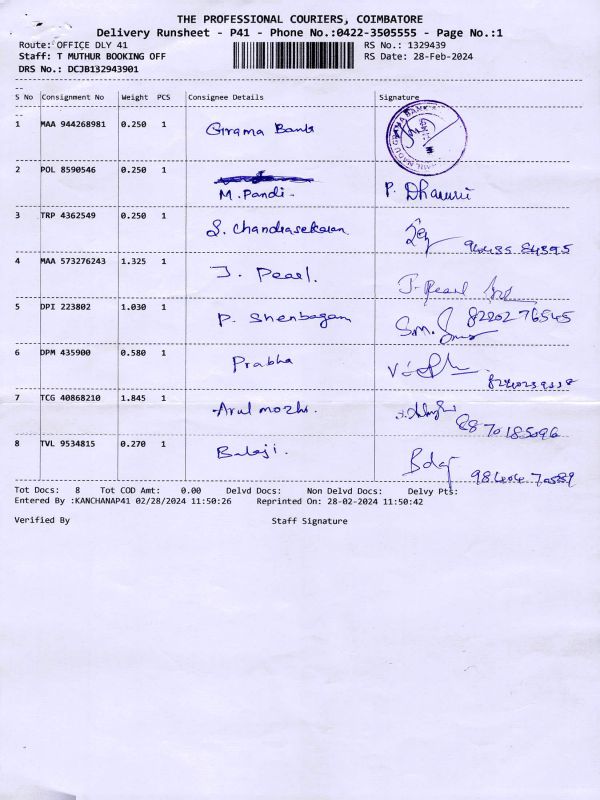 THE PROFESSIONAL COURIERS, COIMBATORE
Delivery Runsheet - P41 - Phone No.:0422-3505555 - Page No.:1
Route: OFFICE DLY 41 RS No.: 1329439
Staff: T MUTHUR BOOKING OFF RS Date: 28-Feb-2024
DRS No.: DCJB132943901
S No Consignment No Weight PCS Consignee Details Signature
1 MAA 944268981 0.250 1 Grama Bank
2 POL 8590546 0.250 1 M. Pandi. P. Dharuni
3 TRP 4362549 0.250 1 S. Chandrasekaran
4 MAA 573276243 1.325 1 J. Pearl. J-Pearl
5 DPI 223802 1.030 1 P. Shenbagam 8220276545
6 DPM 435900 0.580 1 Prabha
7 TCG 40868210 1.845 1 Arul mozhi. 8870185096
8 TVL 9534815 0.270 1 Balaji.
Tot Docs: 8 Tot COD Amt: 0.00 Delvd Docs: Non Delvd Docs: Delvy Pts:
Entered By :KANCHANAP41 02/28/2024 11:50:26 Reprinted On: 28-02-2024 11:50:42
Verified By Staff Signature